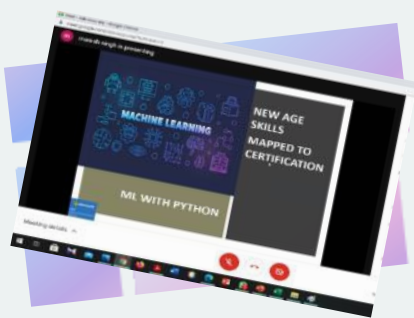 is presenting
MACHINE LEARNING
NEW AGE
SKILLS
MAPPED TO
CERTIFICATION
ML WITH PYTHON
Meeting details